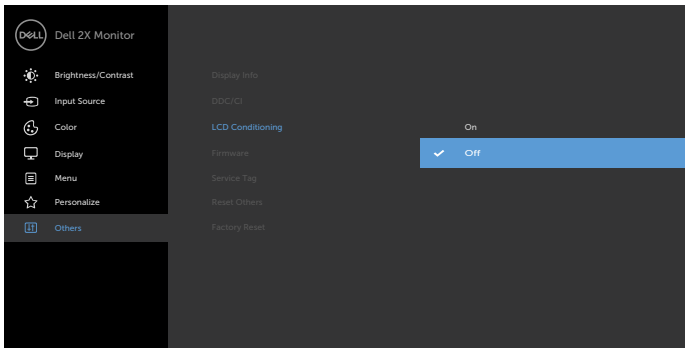 DELL Dell 2X Monitor
Brightness/Contrast
Input Source
Color
Display
Menu
Personalize
Others
Display Info
DDC/CI
LCD Conditioning
Firmware
Service Tag
Reset Others
Factory Reset
On
Off